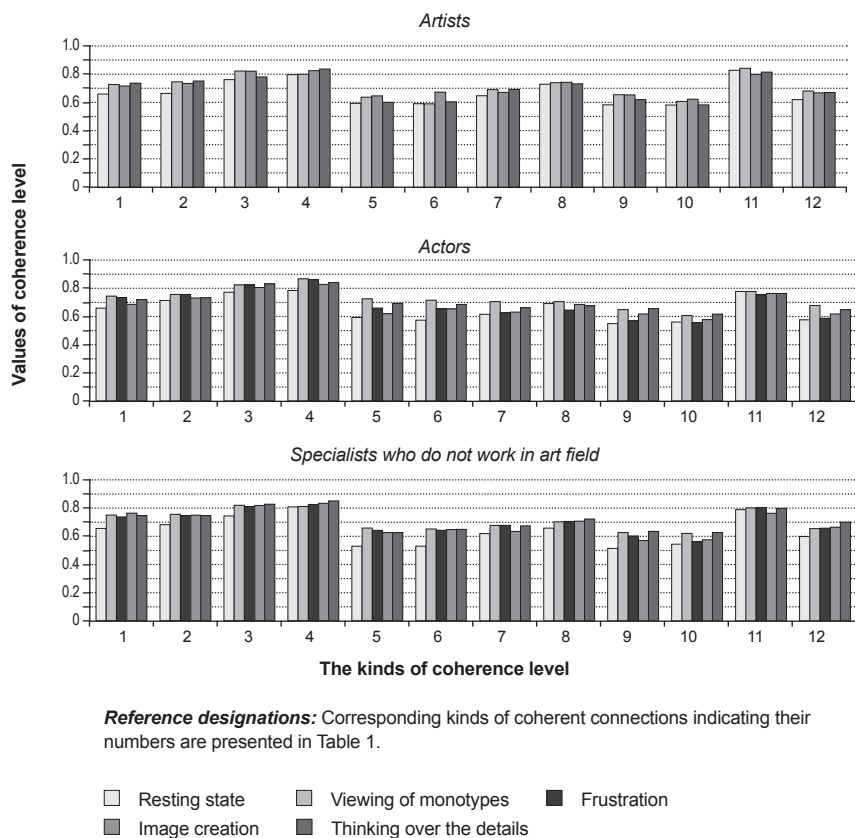 Artists
1.0
0.8
0.6
0.4
0.2
0
1 2 3 4 5 6 7 8 9 10 11 12
Actors
1.0
0.8
0.6
0.4
0.2
0
1 2 3 4 5 6 7 8 9 10 11 12
Specialists who do not work in art field
1.0
0.8
0.6
0.4
0.2
0
1 2 3 4 5 6 7 8 9 10 11 12
Values of coherence level
The kinds of coherence level
Reference designations: Corresponding kinds of coherent connections indicating their
numbers are presented in Table 1.
Resting state Viewing of monotypes Frustration
Image creation Thinking over the details